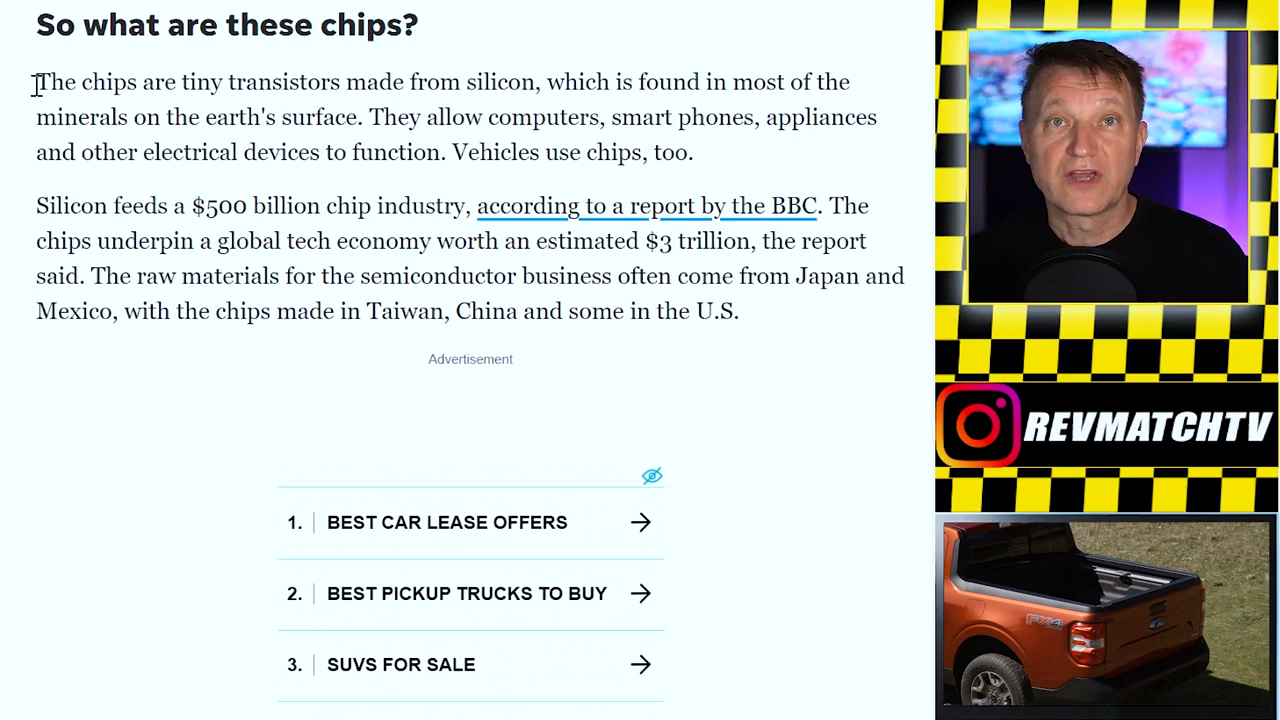 So what are these chips?
The chips are tiny transistors made from silicon, which is found in most of the
minerals on the earth's surface. They allow computers, smart phones, appliances
and other electrical devices to function. Vehicles use chips, too.
Silicon feeds a $500 billion chip industry, according to a report by the BBC. The
chips underpin a global tech economy worth an estimated $3 trillion, the report
said. The raw materials for the semiconductor business often come from Japan and
Mexico, with the chips made in Taiwan, China and some in the U.S.
Advertisement
1. BEST CAR LEASE OFFERS
2. BEST PICKUP TRUCKS TO BUY
3. SUVS FOR SALE
REVMATCHTV
FX4